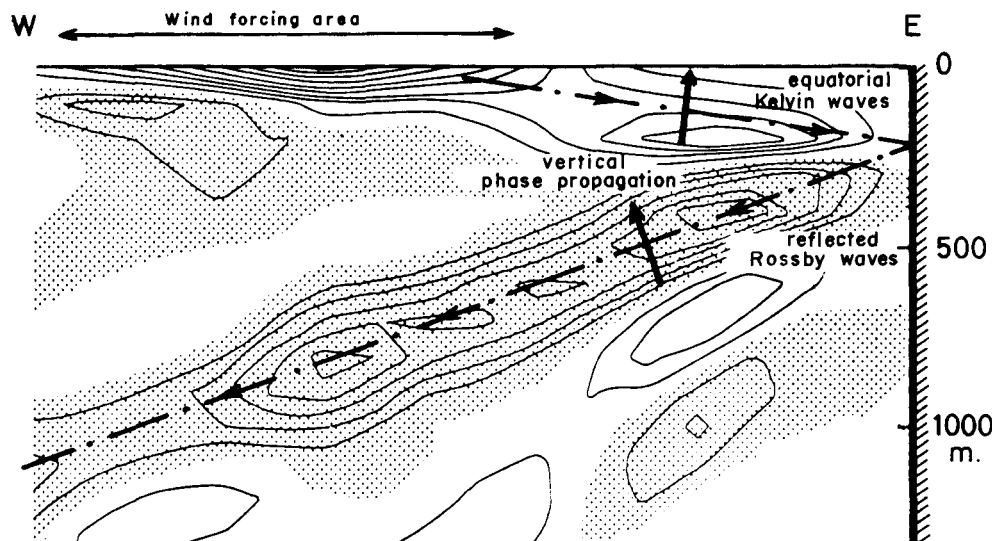 Wind forcing area
W
E
0
equatorial
Kelvin waves
vertical
phase propagation
reflected
Rossby waves
500
1000
m.